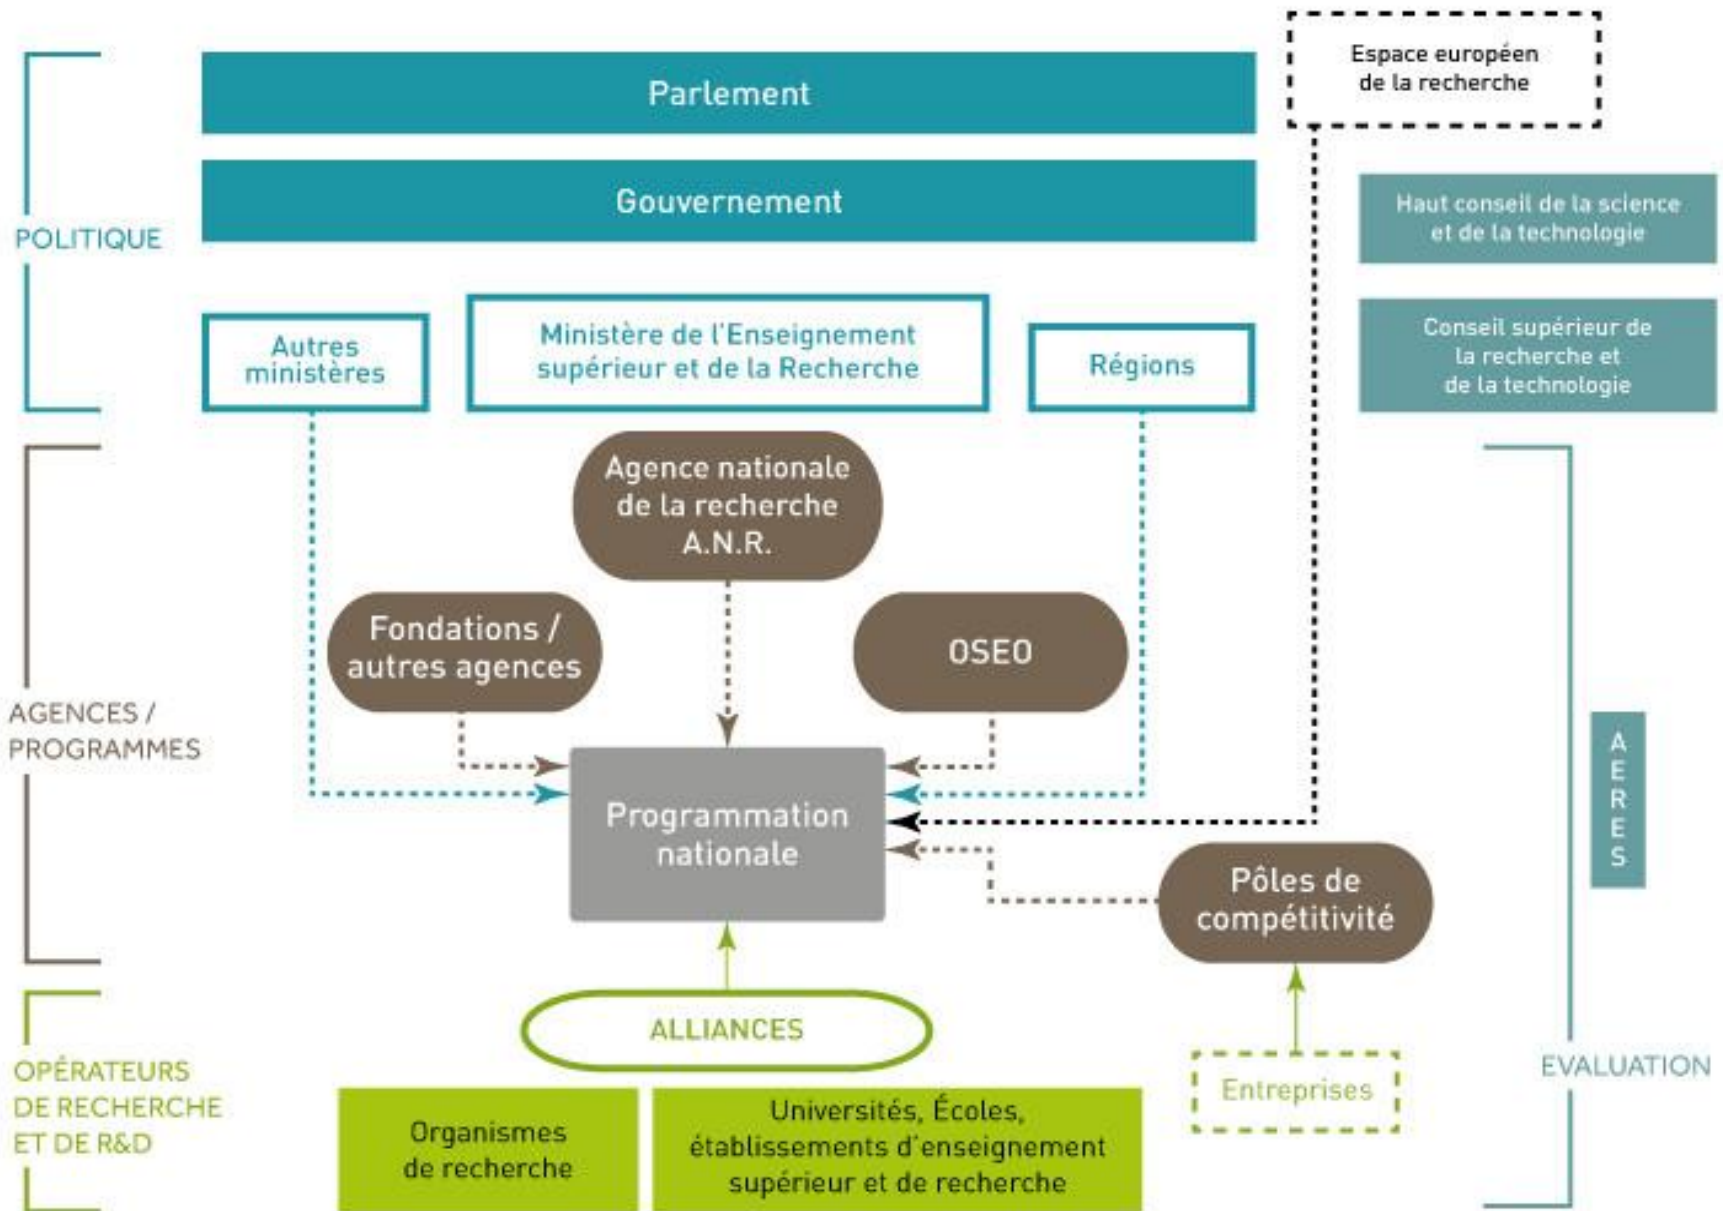 Espace européen
de la recherche
Parlement
Gouvernement
Haut conseil de la science
et de la technologie
POLITIQUE
Autres
ministères
Ministère de l'Enseignement
supérieur et de la Recherche
Régions
Conseil supérieur de
la recherche et
de la technologie
Agence nationale
de la recherche
A.N.R.
Fondations /
autres agences
OSEO
AGENCES /
PROGRAMMES
Programmation
nationale
A
E
R
E
S
Pôles de
compétitivité
ALLIANCES
OPÉRATEURS
DE RECHERCHE
ET DE R&D
Entreprises
EVALUATION
Organismes
de recherche
Universités, Écoles,
établissements d'enseignement
supérieur et de recherche